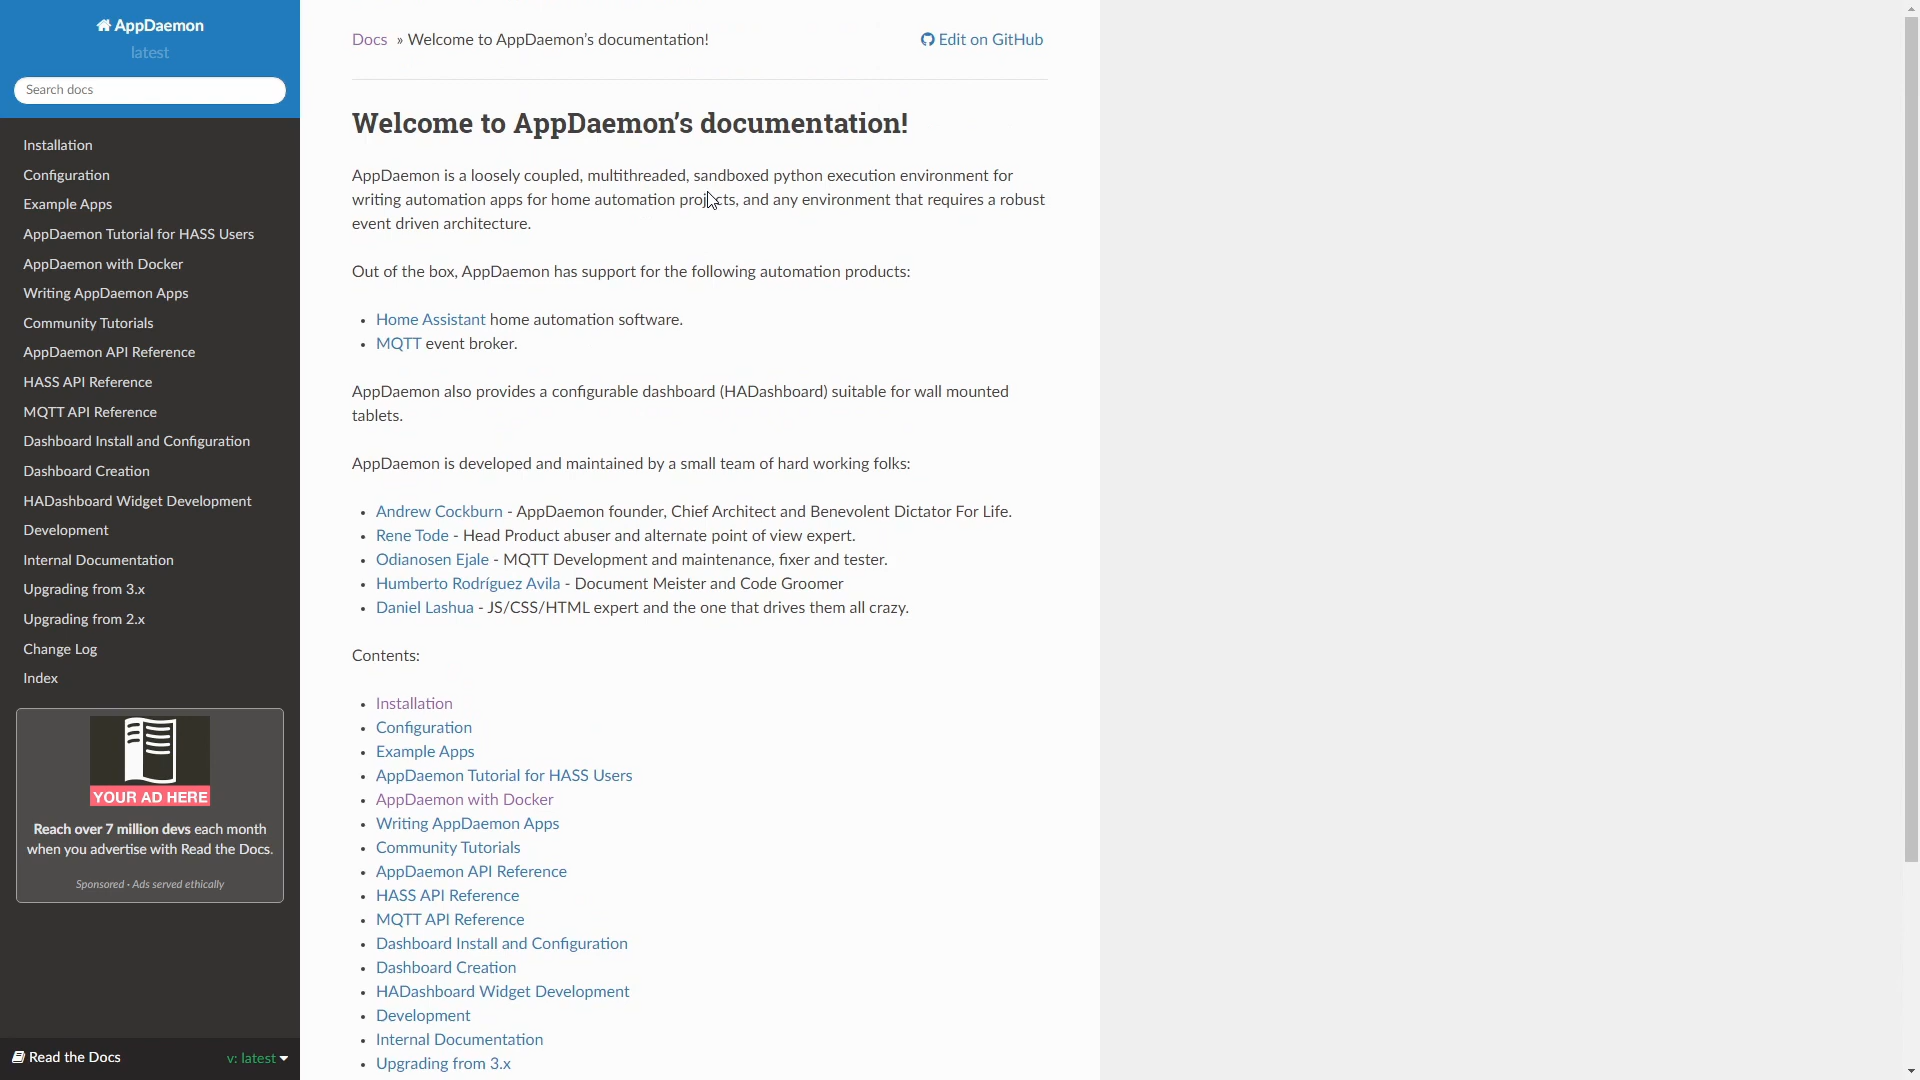 AppDaemon
latest
Search docs
Installation
Configuration
Example Apps
AppDaemon Tutorial for HASS Users
AppDaemon with Docker
Writing AppDaemon Apps
Community Tutorials
AppDaemon API Reference
HASS API Reference
MQTT API Reference
Dashboard Install and Configuration
Dashboard Creation
HADashboard Widget Development
Development
Internal Documentation
Upgrading from 3.x
Upgrading from 2.x
Change Log
Index
YOUR AD HERE
Reach over 7 million devs each month
when you advertise with Read the Docs.
Sponsored · Ads served ethically
Read the Docs
v: latest
Docs » Welcome to AppDaemon's documentation!
Edit on GitHub
Welcome to AppDaemon's documentation!
AppDaemon is a loosely coupled, multithreaded, sandboxed python execution environment for
writing automation apps for home automation projects, and any environment that requires a robust
event driven architecture.
Out of the box, AppDaemon has support for the following automation products:
• Home Assistant home automation software.
• MQTT event broker.
AppDaemon also provides a configurable dashboard (HADashboard) suitable for wall mounted
tablets.
AppDaemon is developed and maintained by a small team of hard working folks:
• Andrew Cockburn - AppDaemon founder, Chief Architect and Benevolent Dictator For Life.
• Rene Tode - Head Product abuser and alternate point of view expert.
• Odianosen Ejale - MQTT Development and maintenance, fixer and tester.
• Humberto Rodríguez Avila - Document Meister and Code Groomer
• Daniel Lashua - JS/CSS/HTML expert and the one that drives them all crazy.
Contents:
• Installation
• Configuration
• Example Apps
• AppDaemon Tutorial for HASS Users
• AppDaemon with Docker
• Writing AppDaemon Apps
• Community Tutorials
• AppDaemon API Reference
• HASS API Reference
• MQTT API Reference
• Dashboard Install and Configuration
• Dashboard Creation
• HADashboard Widget Development
• Development
• Internal Documentation
• Upgrading from 3.x